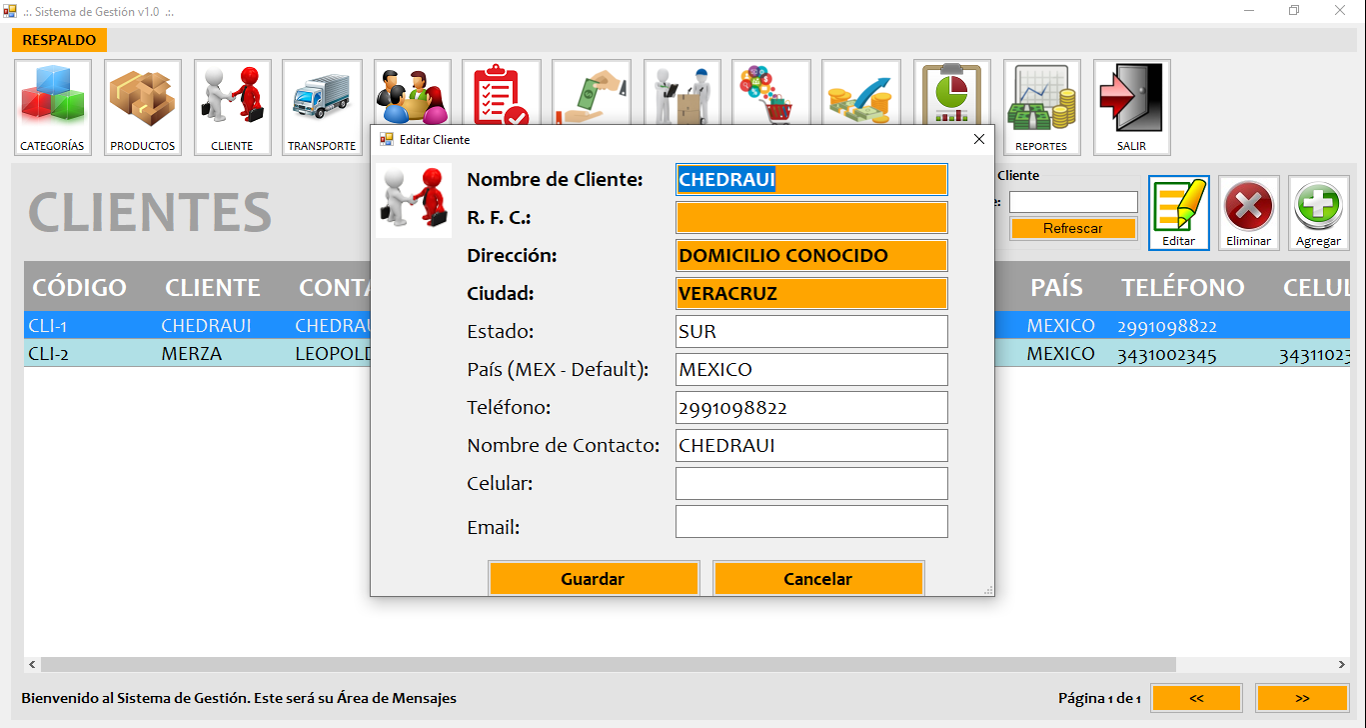 .:. Sistema de Gestión v1.0 .:.
RESPALDO
CATEGORÍAS
PRODUCTOS
CLIENTE
TRANSPORTE
REPORTES
SALIR
CLIENTES
Cliente
Refrescar
Editar
Eliminar
Agregar
CÓDIGO CLIENTE CONTA PAÍS TELÉFONO CELUL
CLI-1 CHEDRAUI CHEDRAU MEXICO 2991098822
CLI-2 MERZA LEOPOLD MEXICO 3431002345 34311023
Editar Cliente
Nombre de Cliente: CHEDRAUI
R. F. C.:
Dirección: DOMICILIO CONOCIDO
Ciudad: VERACRUZ
Estado: SUR
País (MEX - Default): MEXICO
Teléfono: 2991098822
Nombre de Contacto: CHEDRAUI
Celular:
Email:
Guardar Cancelar
Bienvenido al Sistema de Gestión. Este será su Área de Mensajes
Página 1 de 1 << >>